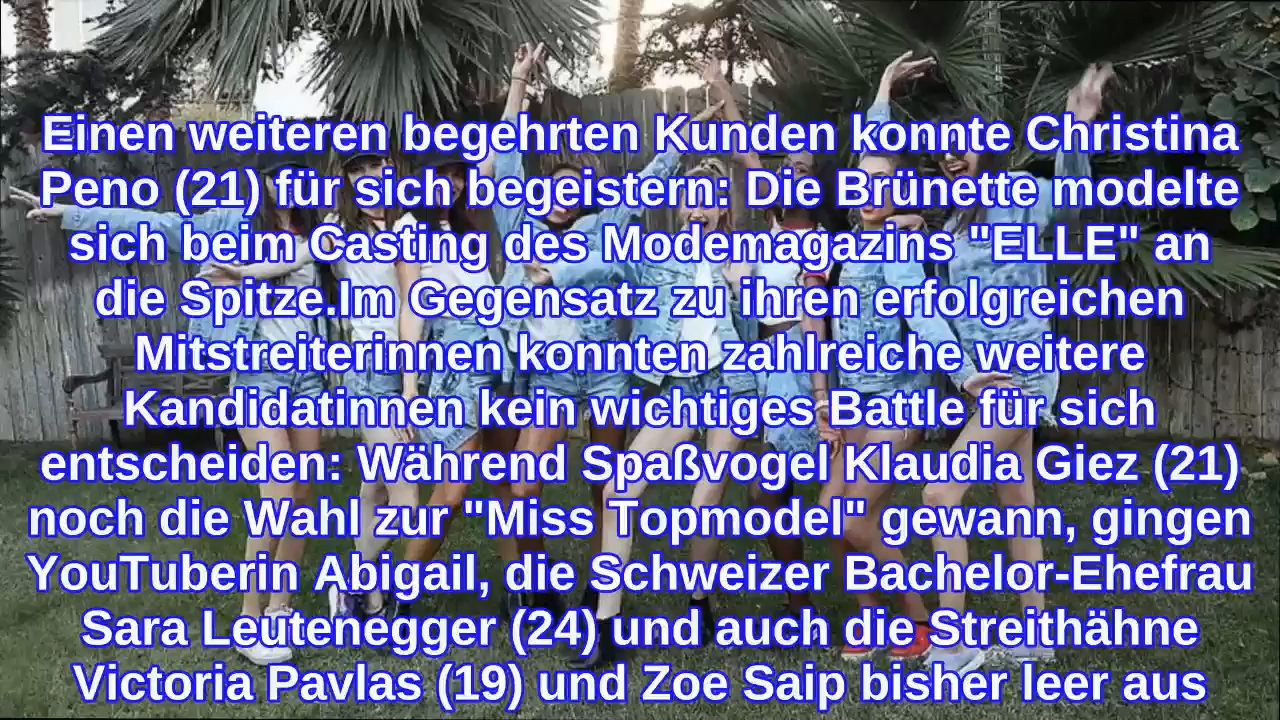 Einen weiteren begehrten Kunden konnte Christina
Peno (21) für sich begeistern: Die Brünette modelte
sich beim Casting des Modemagazins "ELLE" an
die Spitze.Im Gegensatz zu ihren erfolgreichen
Mitstreiterinnen konnten zahlreiche weitere
Kandidatinnen kein wichtiges Battle für sich
entscheiden: Während Spaßvogel Klaudia Giez (21)
noch die Wahl zur "Miss Topmodel" gewann, gingen
YouTuberin Abigail, die Schweizer Bachelor-Ehefrau
Sara Leutenegger (24) und auch die Streithähne
Victoria Pavlas (19) und Zoe Saip bisher leer aus